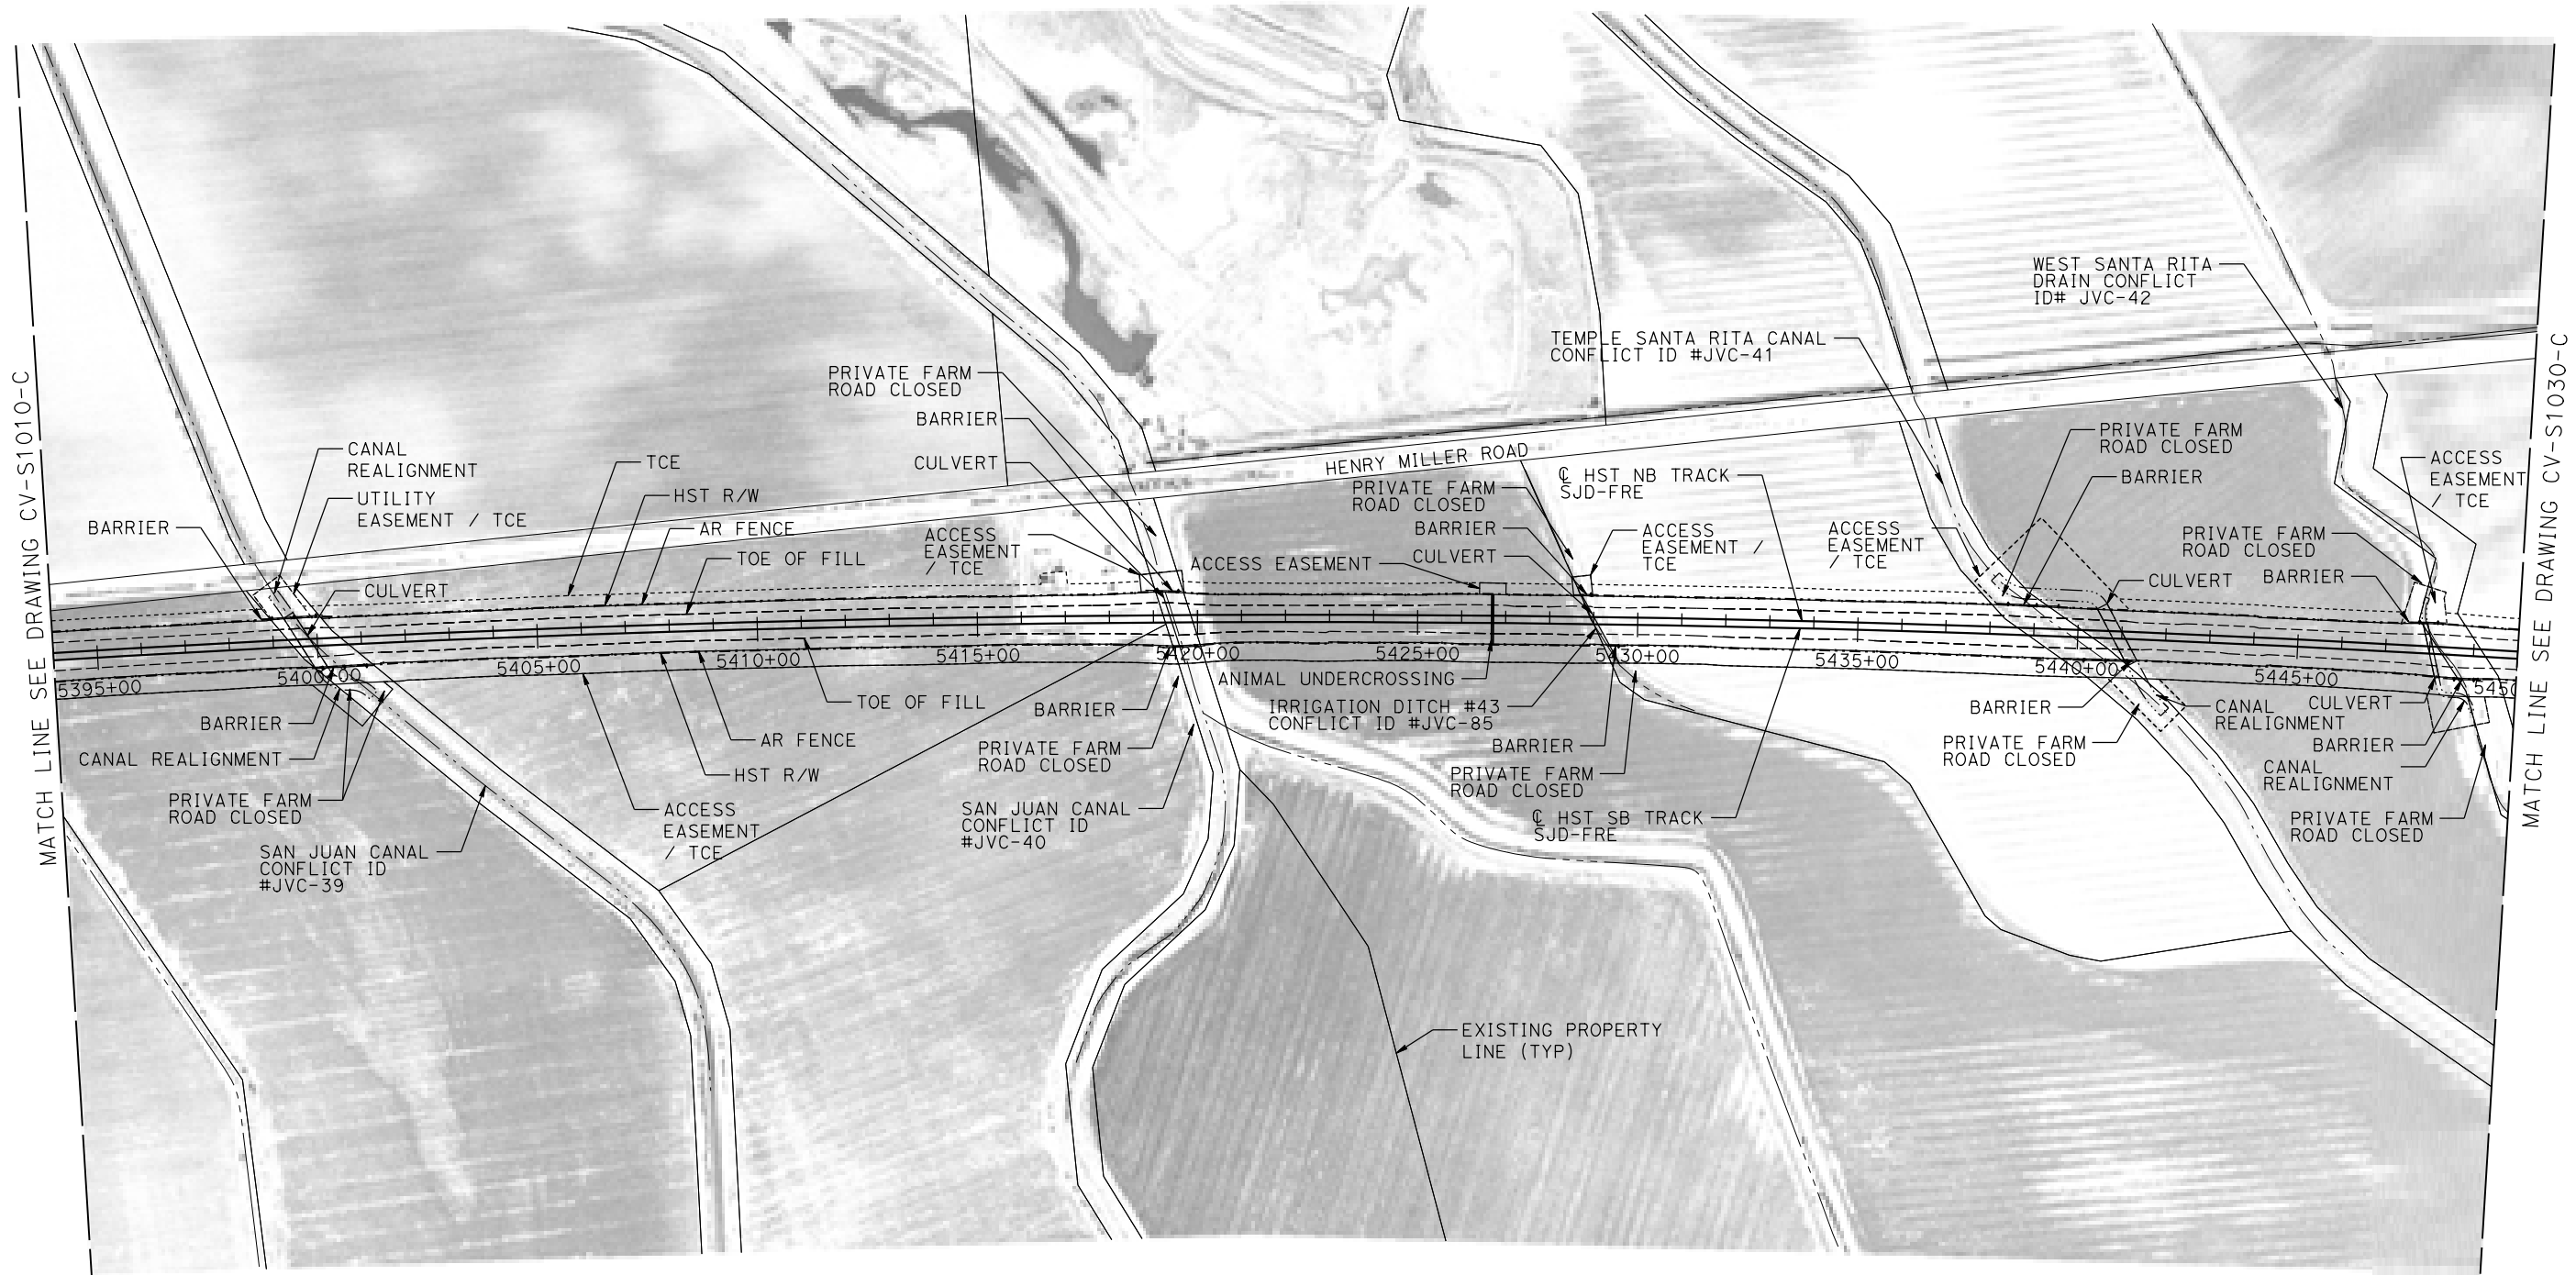 MATCH LINE SEE DRAWING CV-S1010-C
BARRIER
CANAL
REALIGNMENT
UTILITY
EASEMENT / TCE
CULVERT
TCE
HST R/W
AR FENCE
TOE OF FILL
PRIVATE FARM
ROAD CLOSED
BARRIER
CULVERT
ACCESS
EASEMENT
/ TCE
HENRY MILLER ROAD
ACCESS EASEMENT
PRIVATE FARM
ROAD CLOSED
BARRIER
CULVERT
℄ HST NB TRACK
SJD-FRE
ACCESS
EASEMENT /
TCE
TEMPLE SANTA RITA CANAL
CONFLICT ID #JVC-41
WEST SANTA RITA
DRAIN CONFLICT
ID# JVC-42
ACCESS
EASEMENT
/ TCE
PRIVATE FARM
ROAD CLOSED
BARRIER
CULVERT
PRIVATE FARM
ROAD CLOSED
BARRIER
ACCESS
EASEMENT
/ TCE
5395+00
5400+00
5405+00
5410+00
5415+00
5420+00
5425+00
5430+00
5435+00
5440+00
5445+00
5450
BARRIER
CANAL REALIGNMENT
PRIVATE FARM
ROAD CLOSED
SAN JUAN CANAL
CONFLICT ID
#JVC-39
TOE OF FILL
AR FENCE
HST R/W
ACCESS
EASEMENT
/ TCE
BARRIER
PRIVATE FARM
ROAD CLOSED
SAN JUAN CANAL
CONFLICT ID
#JVC-40
ANIMAL UNDERCROSSING
IRRIGATION DITCH #43
CONFLICT ID #JVC-85
BARRIER
PRIVATE FARM
ROAD CLOSED
℄ HST SB TRACK
SJD-FRE
BARRIER
PRIVATE FARM
ROAD CLOSED
CANAL
REALIGNMENT
CULVERT
BARRIER
CANAL
REALIGNMENT
PRIVATE FARM
ROAD CLOSED
EXISTING PROPERTY
LINE (TYP)
MATCH LINE SEE DRAWING CV-S1030-C